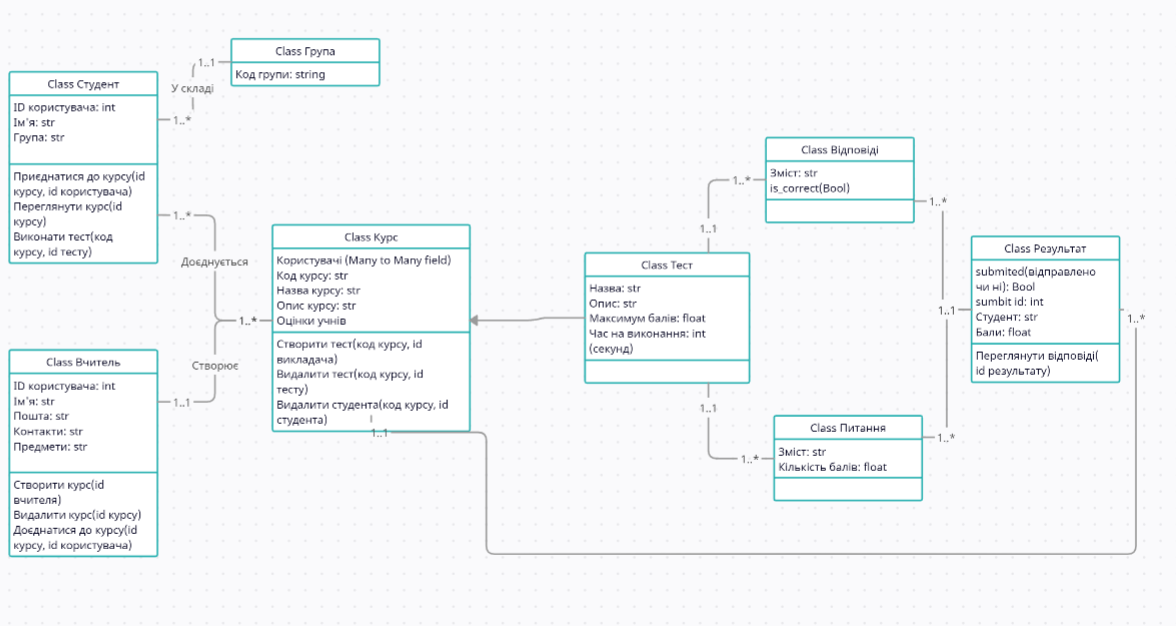 Class Група
Код групи: string
1..1
У складі
1..*
Class Студент
ID користувача: int
Ім'я: str
Група: str
Приєднатися до курсу(id
курсу, id користувача)
Переглянути курс(id
курсу)
Виконати тест(код
курсу, id тесту)
1..*
Доєднується
1..*
Створює
1..1
Class Вчитель
ID користувача: int
Ім'я: str
Пошта: str
Контакти: str
Предмети: str
Створити курс(id
вчителя)
Видалити курс(id курсу)
Доєднатися до курсу(id
курсу, id користувача)
Class Курс
Користувачі (Many to Many field)
Код курсу: str
Назва курсу: str
Опис курсу: str
Оцінки учнів
Створити тест(код курсу, id
викладача)
Видалити тест(код курсу, id
тесту)
Видалити студента(код курсу, id
студента)
1..1
Class Тест
Назва: str
Опис: str
Максимум балів: float
Час на виконання: int
(секунд)
1..1
1..*
1..1
1..*
Class Відповіді
Зміст: str
is_correct(Bool)
1..*
Class Питання
Зміст: str
Кількість балів: float
1..*
1..1
Class Результат
submited(відправлено
чи ні): Bool
sumbit id: int
Студент: str
Бали: float
Переглянути відповіді(
id результату)
1..*